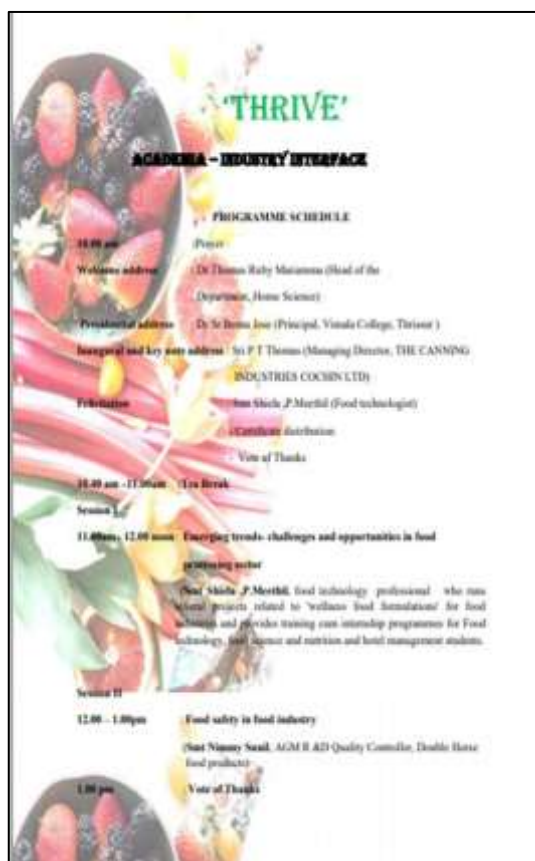 'THRIVE'
ACADEMIA – INDUSTRY INTERFACE
PROGRAMME SCHEDULE
10.00 am :Prayer
Welcome address : Dr Thomas Ruby Mariamma (Head of the
Department, Home Science)
Presidential address : Dr Sr Beena Jose (Principal, Vimala College, Thrissur )
Inaugural and key note address : Sri P T Thomas (Managing Director, THE CANNING
INDUSTRIES COCHIN LTD)
Felicitation : Smt Shiela ,P.Meethil (Food technologist)
- Certificate distribution
- Vote of Thanks
10.40 am -11.00am :Tea Break
Session I
11.00am - 12.00 noon: Emerging trends- challenges and opportunities in food
processing sector
(Smt Shiela ,P.Meethil, food technology professional who runs
several projects related to 'wellness food formulations' for food
industries and provides training cum internship programmes for Food
technology, food science and nutrition and hotel management students.
Session II
12.00 – 1.00pm :Food safety in food industry
(Smt Nimmy Sunil, AGM R &D Quality Controller, Double Horse
food products)
1.00 pm :Vote of Thanks